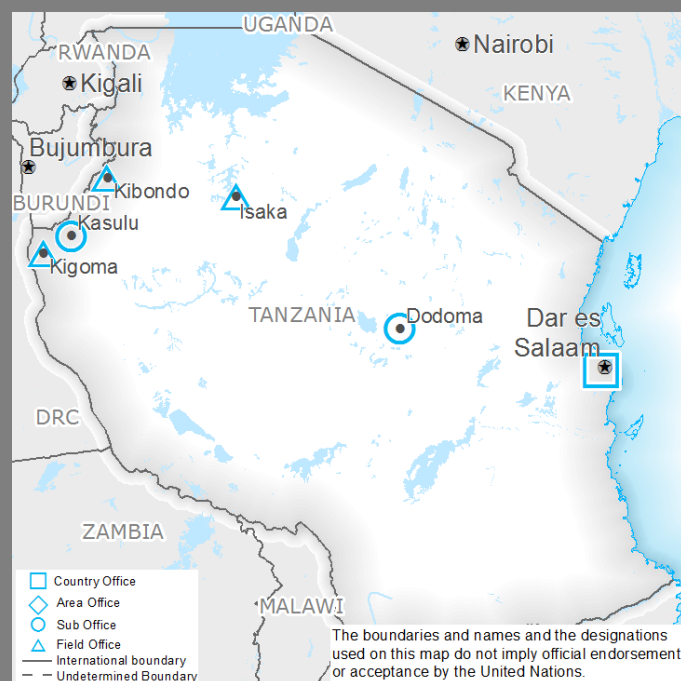 UGANDA
RWANDA
Nairobi
Kigali
KENYA
Bujumbura
Kibondo
BURUNDI
Isaka
Kasulu
Kigoma
TANZANIA
Dodoma
Dar es
Salaam
DRC
ZAMBIA
MALAWI
Country Office
Area Office
Sub Office
Field Office
International boundary
Undetermined Boundary
The boundaries and names and the designations
used on this map do not imply official endorsement
or acceptance by the United Nations.